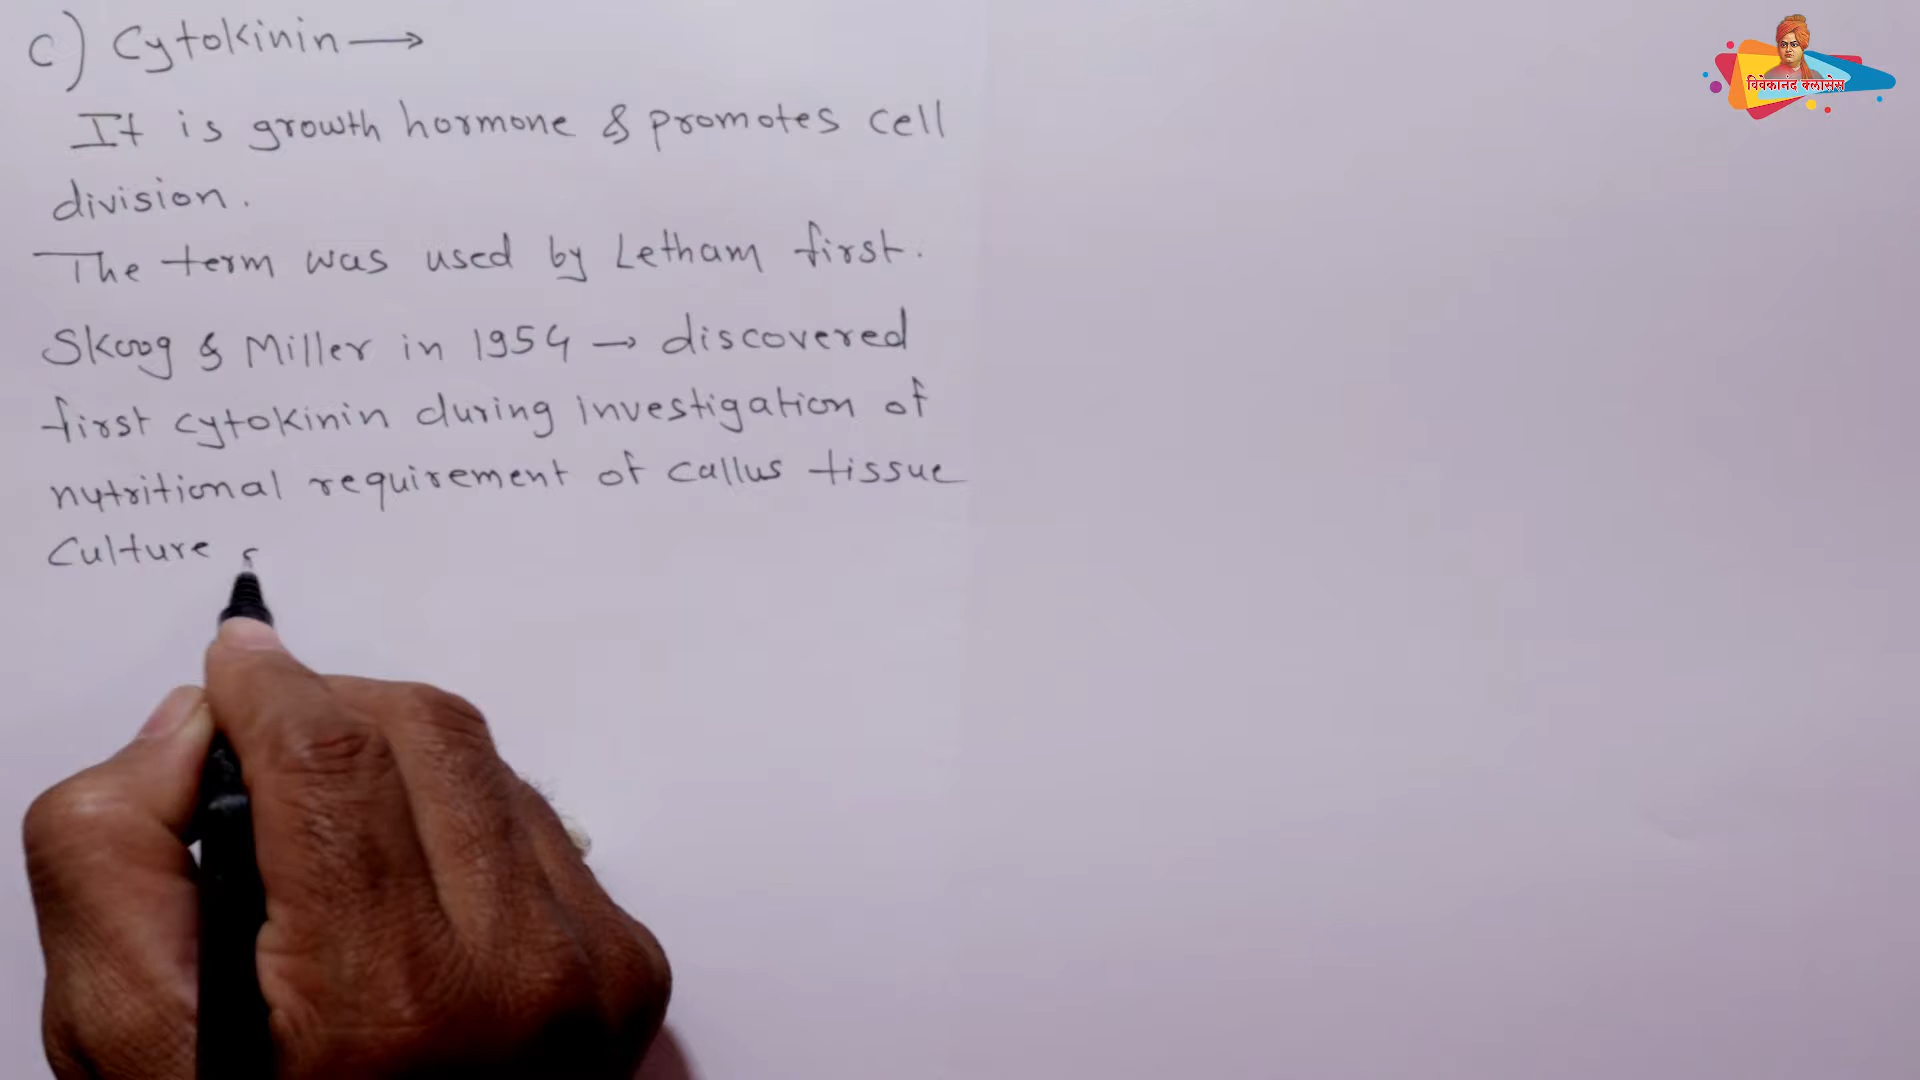 c) Cytokinin →
It is growth hormone & promotes cell
division.
The term was used by Letham first.
Skoog & Miller in 1954 → discovered
first cytokinin during investigation of
nutritional requirement of callus tissue
Culture
विवेकानंद क्लासेस